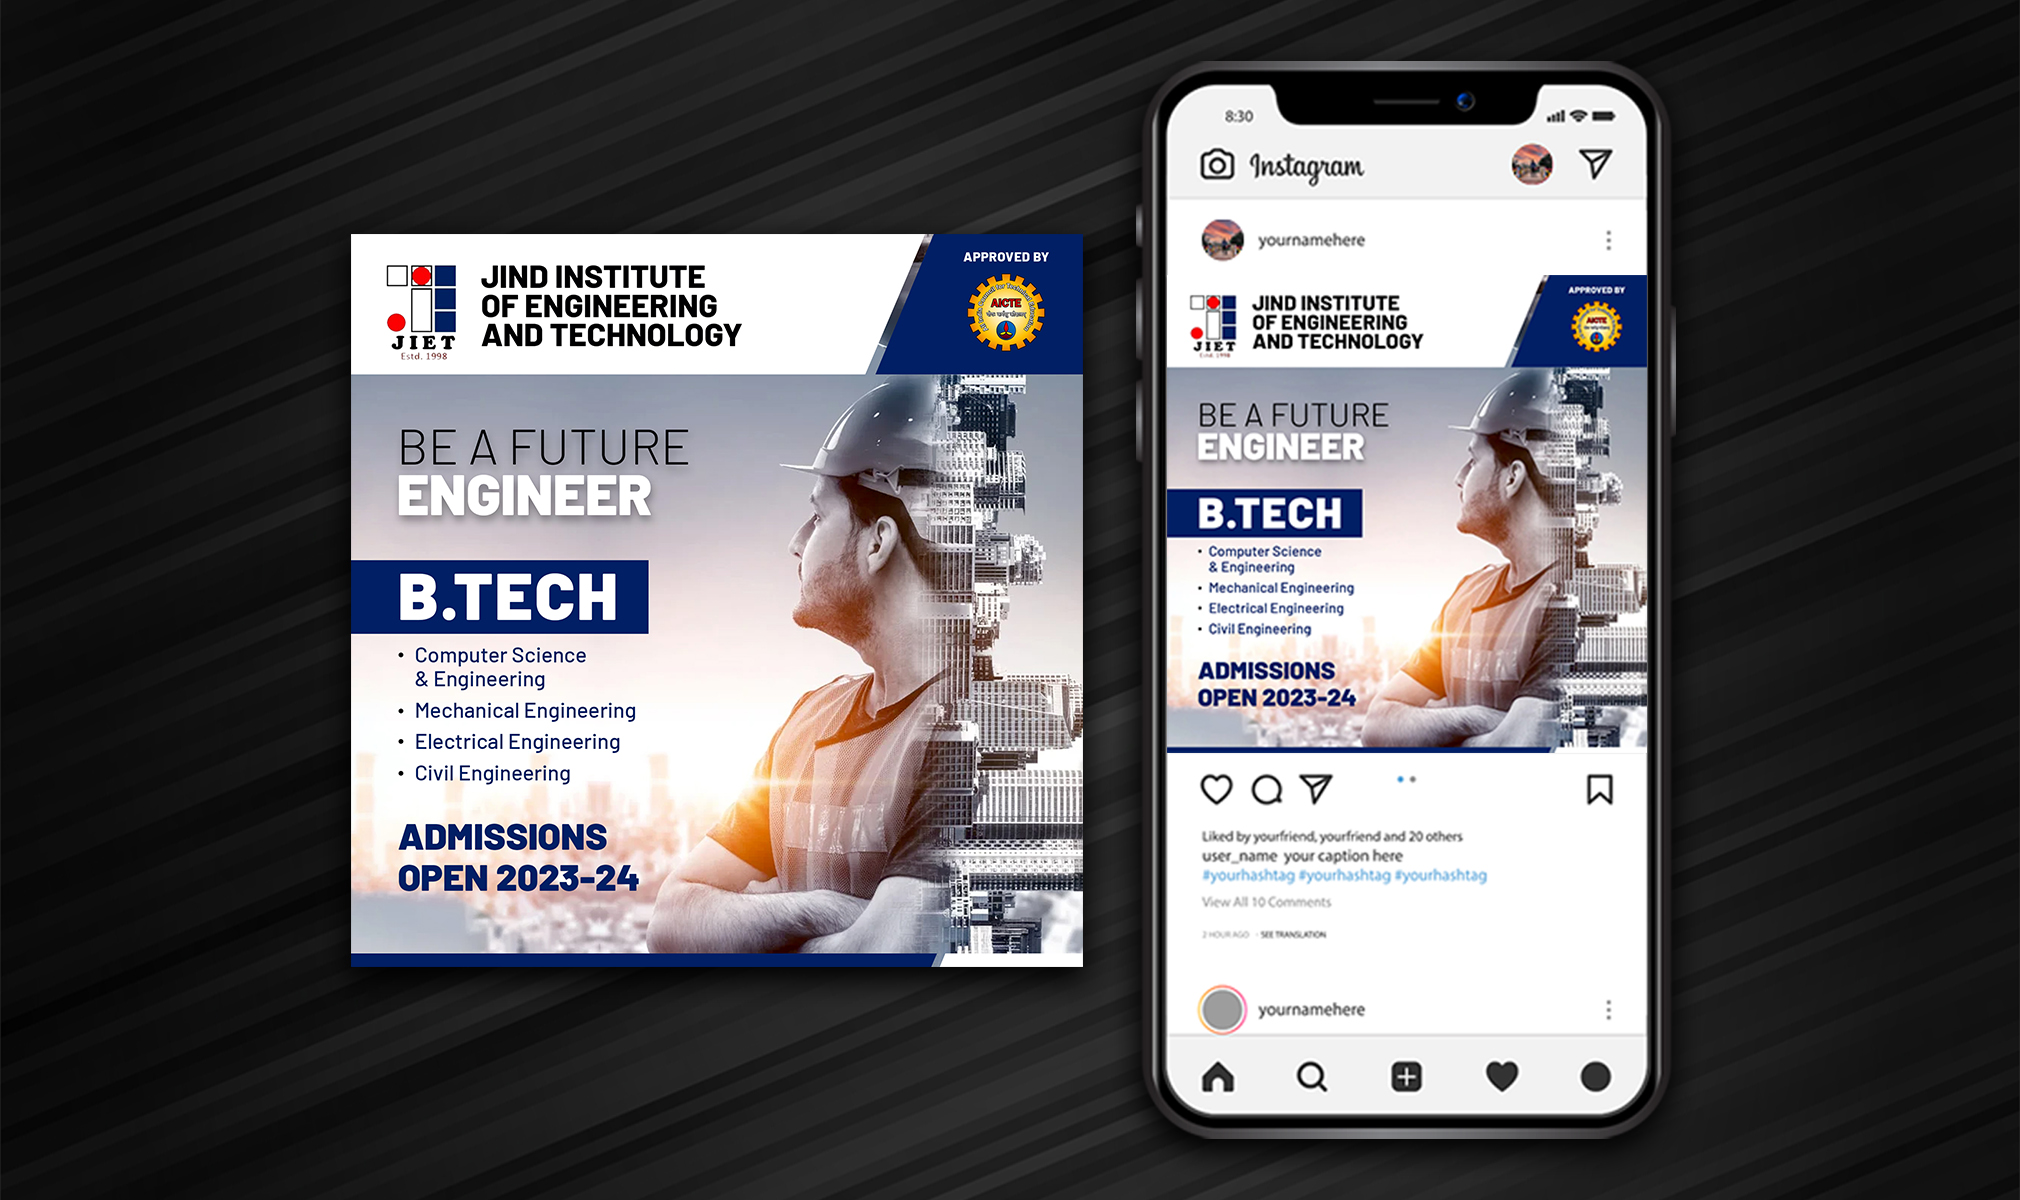 JIET
Estd. 1998
JIND INSTITUTE
OF ENGINEERING
AND TECHNOLOGY
APPROVED BY
AICTE
BE A FUTURE
ENGINEER
B.TECH
• Computer Science
& Engineering
• Mechanical Engineering
• Electrical Engineering
• Civil Engineering
ADMISSIONS
OPEN 2023-24
8:30
Instagram
yournamehere
JIET
Estd. 1998
JIND INSTITUTE
OF ENGINEERING
AND TECHNOLOGY
APPROVED BY
AICTE
BE A FUTURE
ENGINEER
B.TECH
• Computer Science
& Engineering
• Mechanical Engineering
• Electrical Engineering
• Civil Engineering
ADMISSIONS
OPEN 2023-24
Liked by yourfriend, yourfriend and 20 others
user_name your caption here
#yourhashtag #yourhashtag #yourhashtag
View All 10 Comments
2 HOUR AGO · SEE TRANSLATION
yournamehere